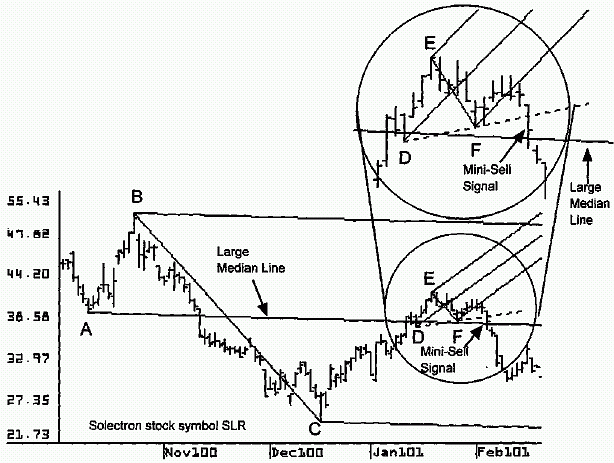 E
D
F
Mini-Sell
Signal
Large
Median
Line
55.43
B
47.62
Large
Median Line
44.20
E
A
38.58
D
F
Mini-Sell
Signal
32.97
27.35
C
Solectron stock symbol SLR
21.73
Nov100
Dec100
Jan101
Feb101